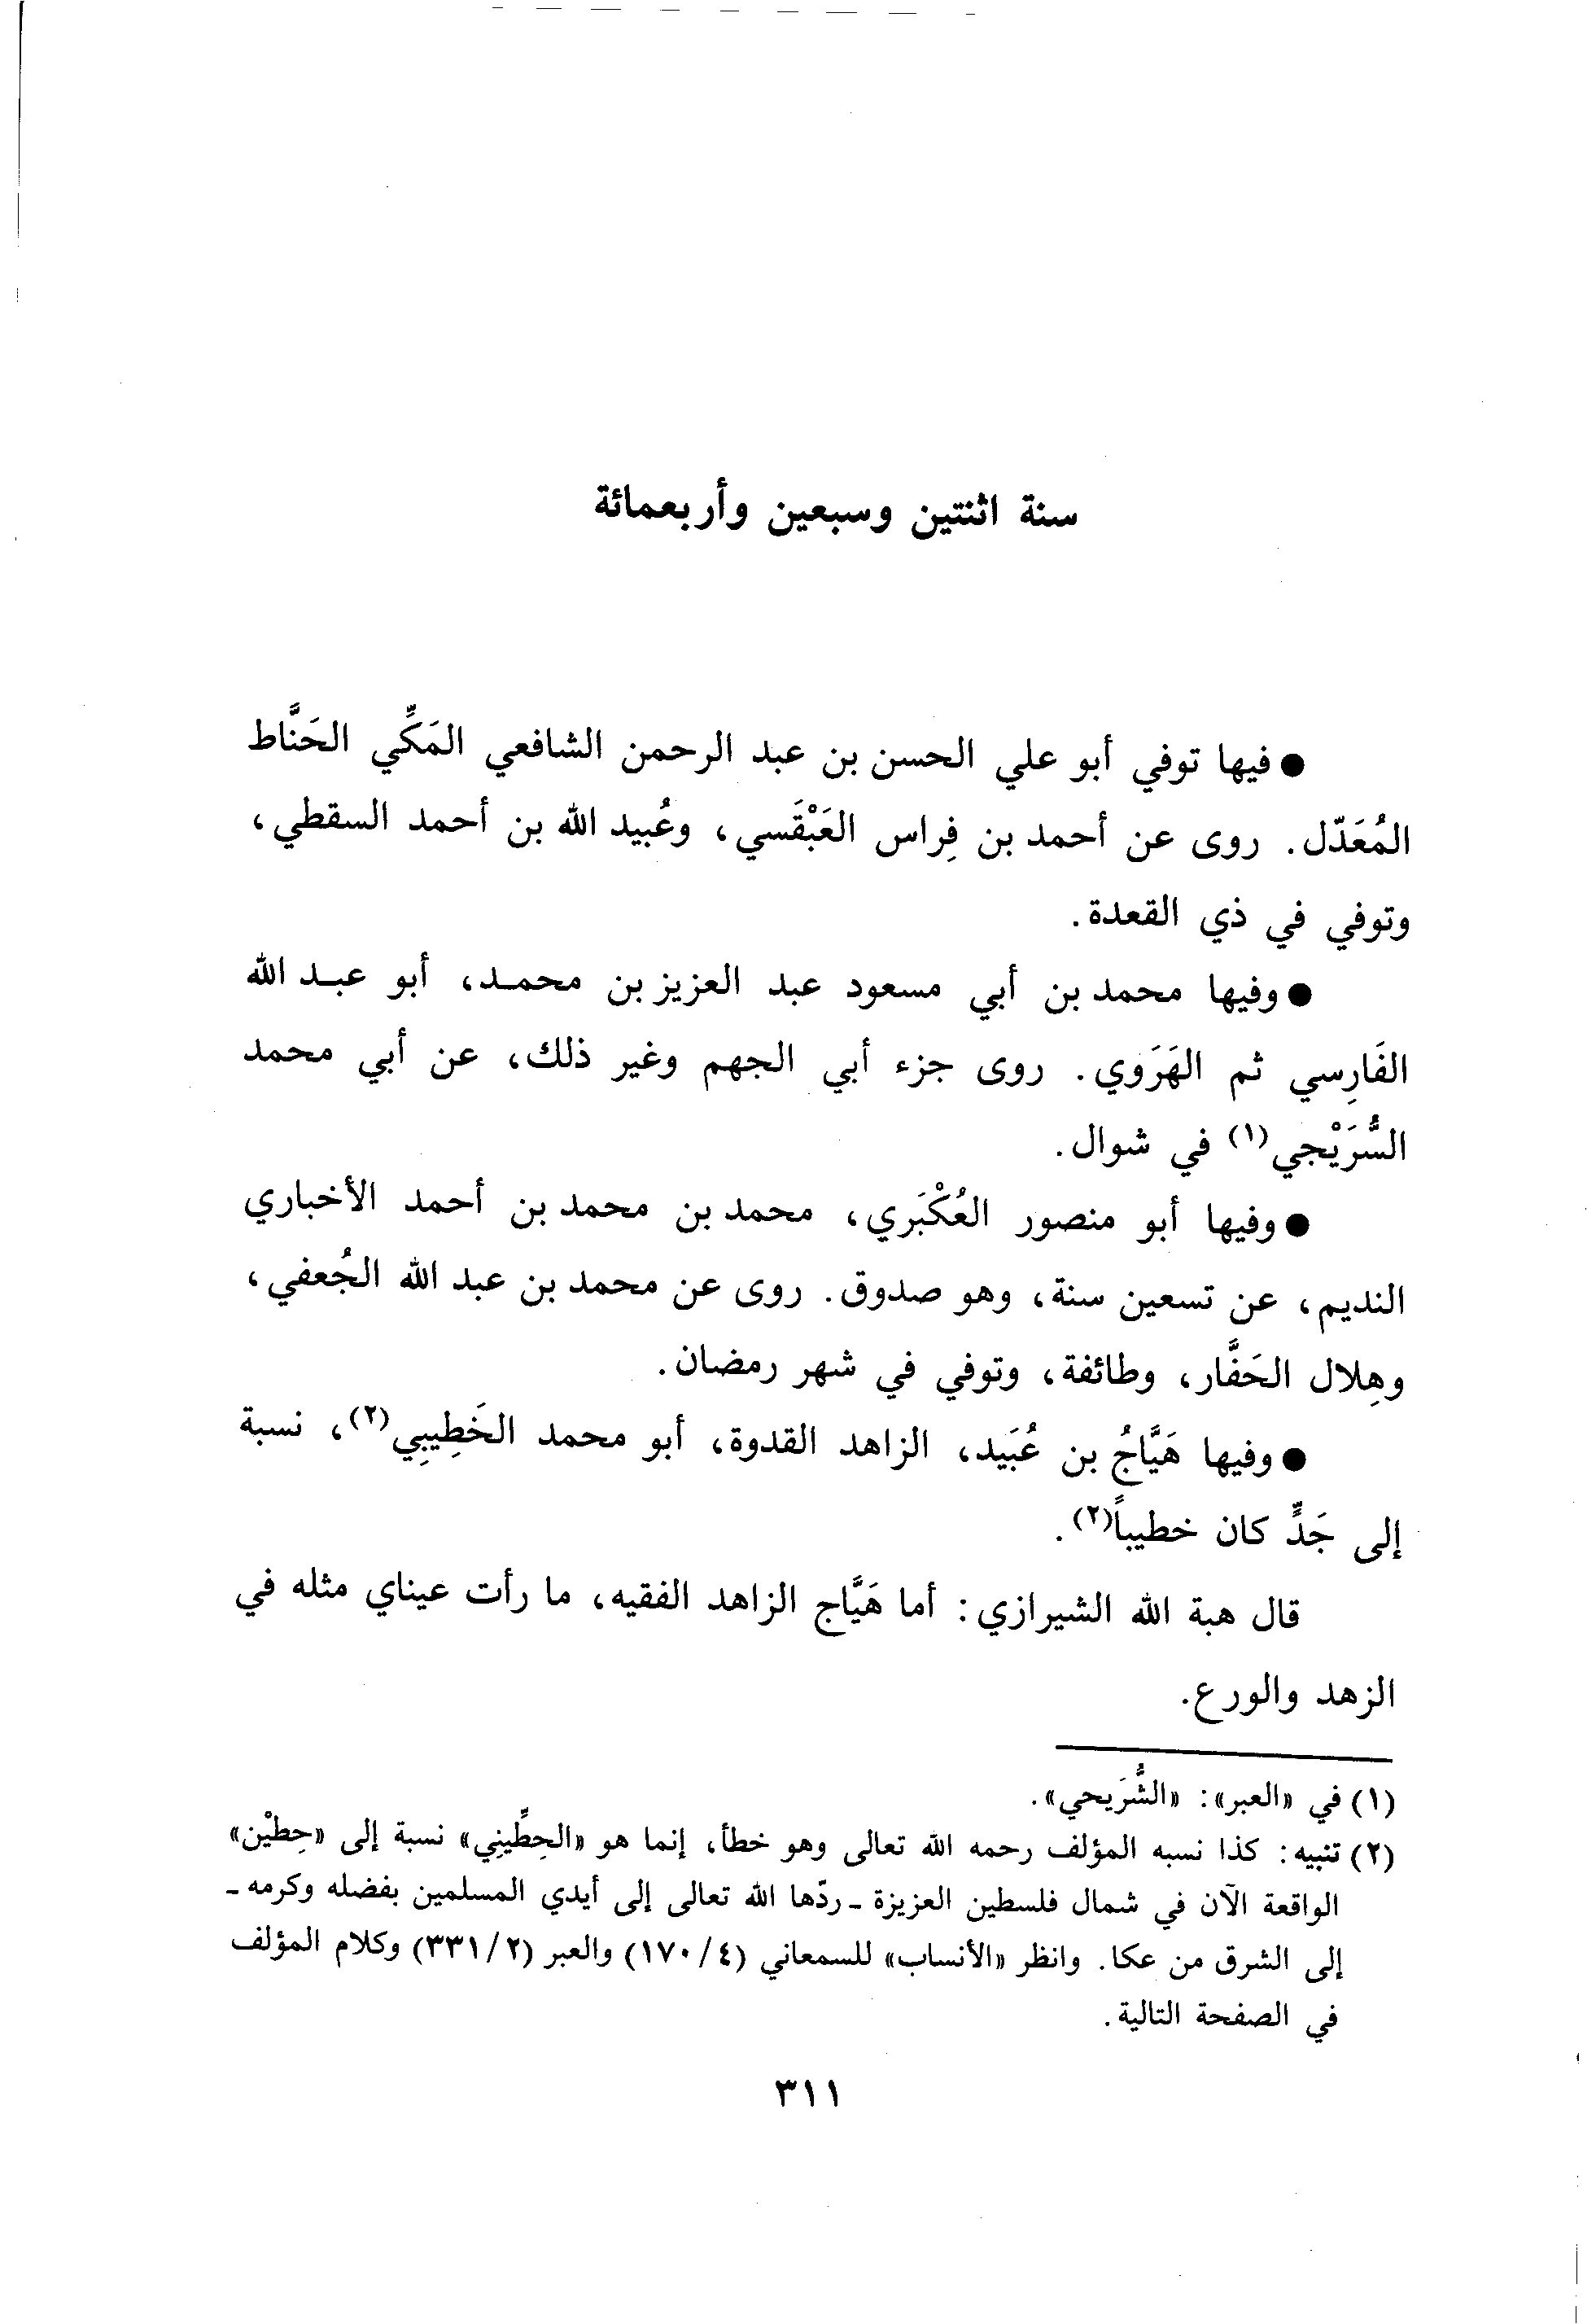 سنة اثنتين وسبعين وأربعمائة
● فيها توفي أبو علي الحسن بن عبد الرحمن الشافعي المَكِّي الحَنَّاط
المُعَدّل. روى عن أحمد بن فِراس العَبْقَسي، وعُبيد الله بن أحمد السقطي،
وتوفي في ذي القعدة.
● وفيها محمد بن أبي مسعود عبد العزيز بن محمـد، أبو عبـد الله
الفَارِسي ثم الهَرَوي. روى جزء أبي الجهم وغير ذلك، عن أبي محمد
السُّرَيْجي(١) في شوال.
● وفيها أبو منصور العُكْبَري، محمد بن محمد بن أحمد الأخباري
النديم، عن تسعين سنة، وهو صدوق. روى عن محمد بن عبد الله الجُعفي،
وهِلال الحَفَّار، وطائفة، وتوفي في شهر رمضان.
● وفيها هَيَّاجُ بن عُبَيد، الزاهد القدوة، أبو محمد الخَطِيبِي(٢)، نسبة
إلى جَدٍّ كان خطيباً(٢).
قال هبة الله الشيرازي: أما هَيَّاج الزاهد الفقيه، ما رأت عيناي مثله في
الزهد والورع.
(١) في «العبر»: «الشُّرَيحي».
(٢) تنبيه: كذا نسبه المؤلف رحمه الله تعالى وهو خطأ، إنما هو «الحِطِّيني» نسبة إلى «حِطيْن»
الواقعة الآن في شمال فلسطين العزيزة ـ ردّها الله تعالى إلى أيدي المسلمين بفضله وكرمه ـ
إلى الشرق من عكا. وانظر «الأنساب» للسمعاني (٤/ ١٧٠) والعبر (٢/ ٣٣١) وكلام المؤلف
في الصفحة التالية.
٣١١